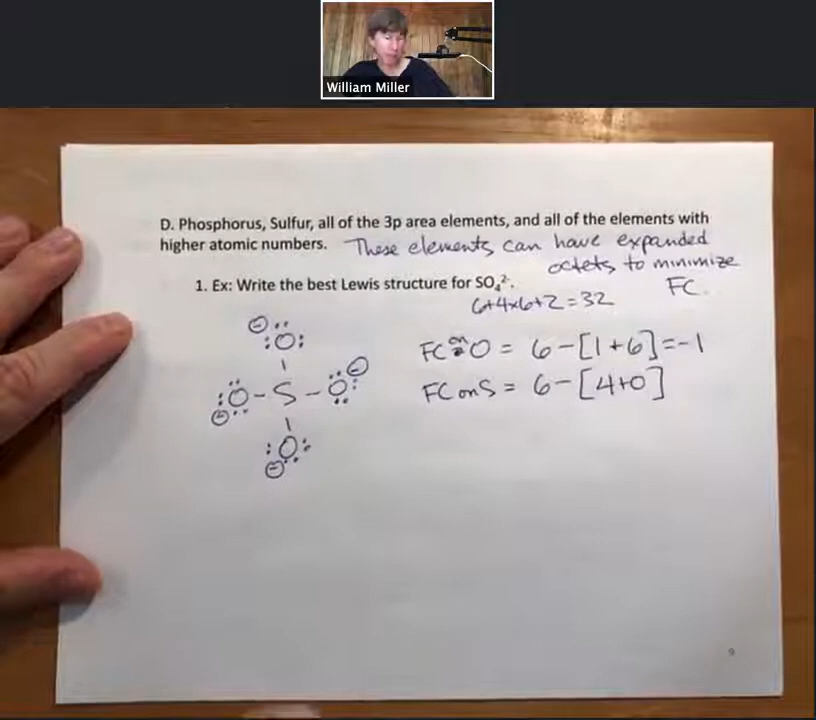 William Miller
D. Phosphorus, Sulfur, all of the 3p area elements, and all of the elements with
higher atomic numbers. These elements can have expanded
octets to minimize
FC.
1. Ex: Write the best Lewis structure for SO₄²⁻.
6+4x6+2=32
FC on O = 6-[1+6]=-1
FC on S = 6-[4+0]
⊖
:O:
:O-S-O:
⊖
⊖
:O:
⊖
9